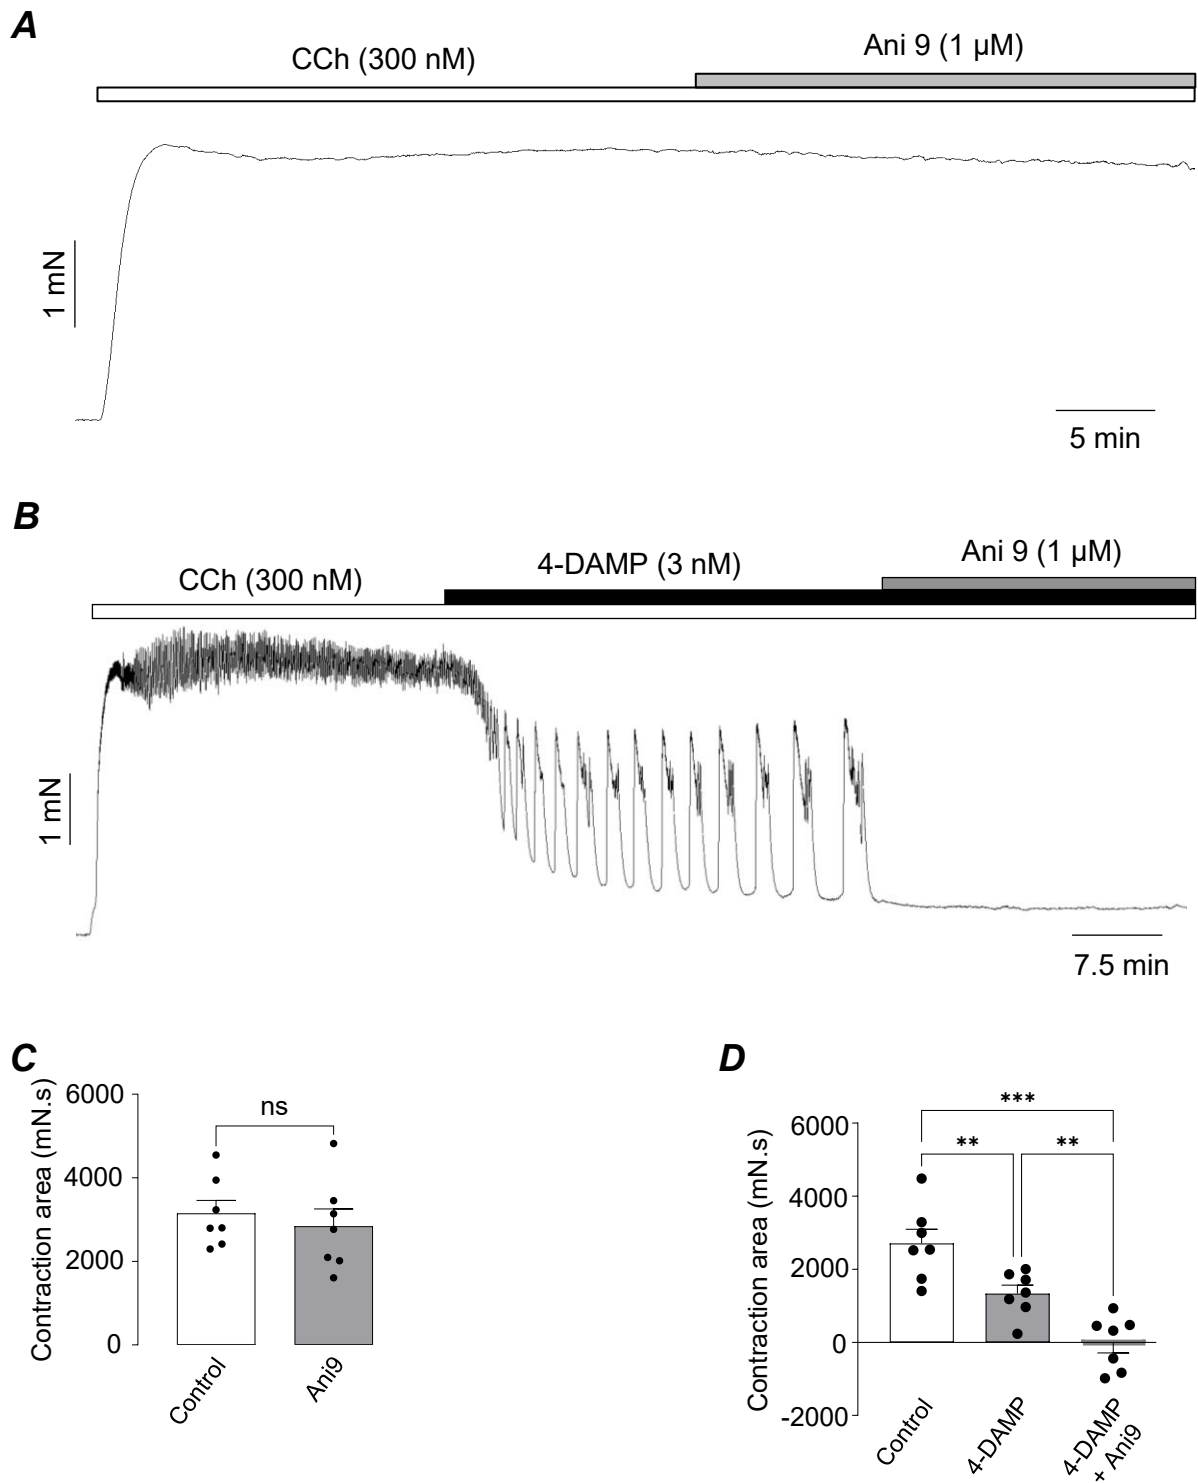 A
CCh (300 nM)
Ani 9 (1 µM)
1 mN
5 min
B
CCh (300 nM)
4-DAMP (3 nM)
Ani 9 (1 µM)
1 mN
7.5 min
C
Contraction area (mN.s)
6000
4000
2000
0
ns
Control
Ani9
D
Contraction area (mN.s)
6000
4000
2000
0
-2000
***
**
**
Control
4-DAMP
4-DAMP
+ Ani9